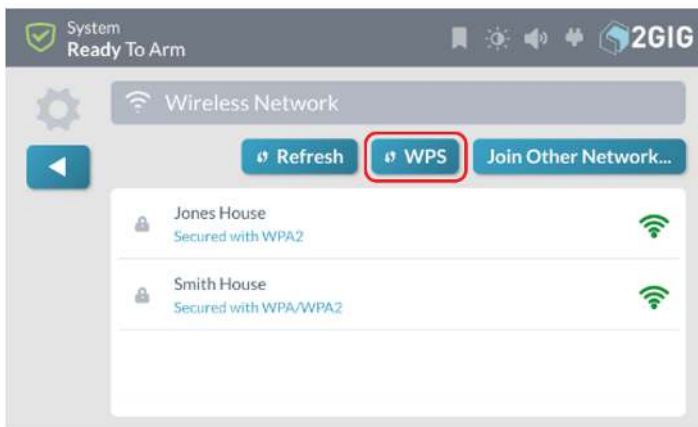 System
Ready To Arm
2GIG
Wireless Network
Refresh
WPS
Join Other Network...
Jones House
Secured with WPA2
Smith House
Secured with WPA/WPA2